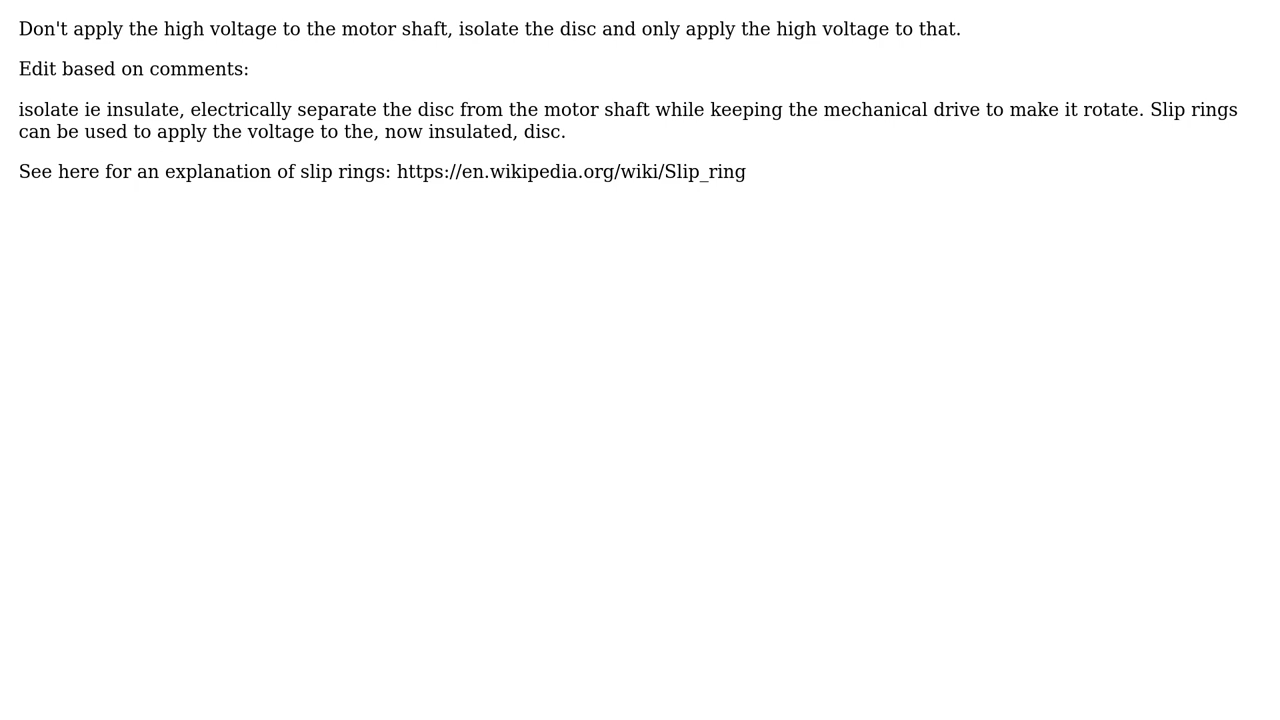 Don't apply the high voltage to the motor shaft, isolate the disc and only apply the high voltage to that.
Edit based on comments:
isolate ie insulate, electrically separate the disc from the motor shaft while keeping the mechanical drive to make it rotate. Slip rings
can be used to apply the voltage to the, now insulated, disc.
See here for an explanation of slip rings: https://en.wikipedia.org/wiki/Slip_ring